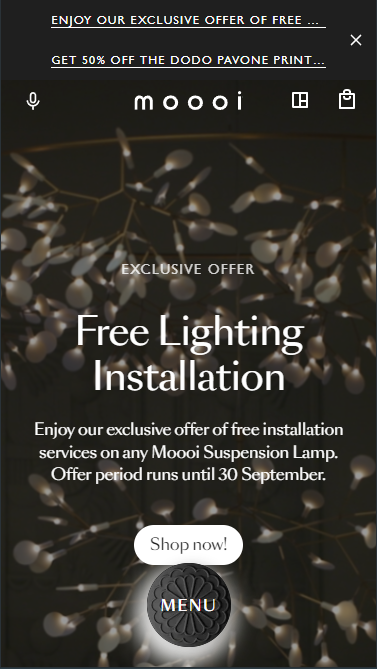 ENJOY OUR EXCLUSIVE OFFER OF FREE ...
GET 50% OFF THE DODO PAVONE PRINT...
moooi
EXCLUSIVE OFFER
Free Lighting
Installation
Enjoy our exclusive offer of free installation
services on any Moooi Suspension Lamp.
Offer period runs until 30 September.
Shop now!
MENU